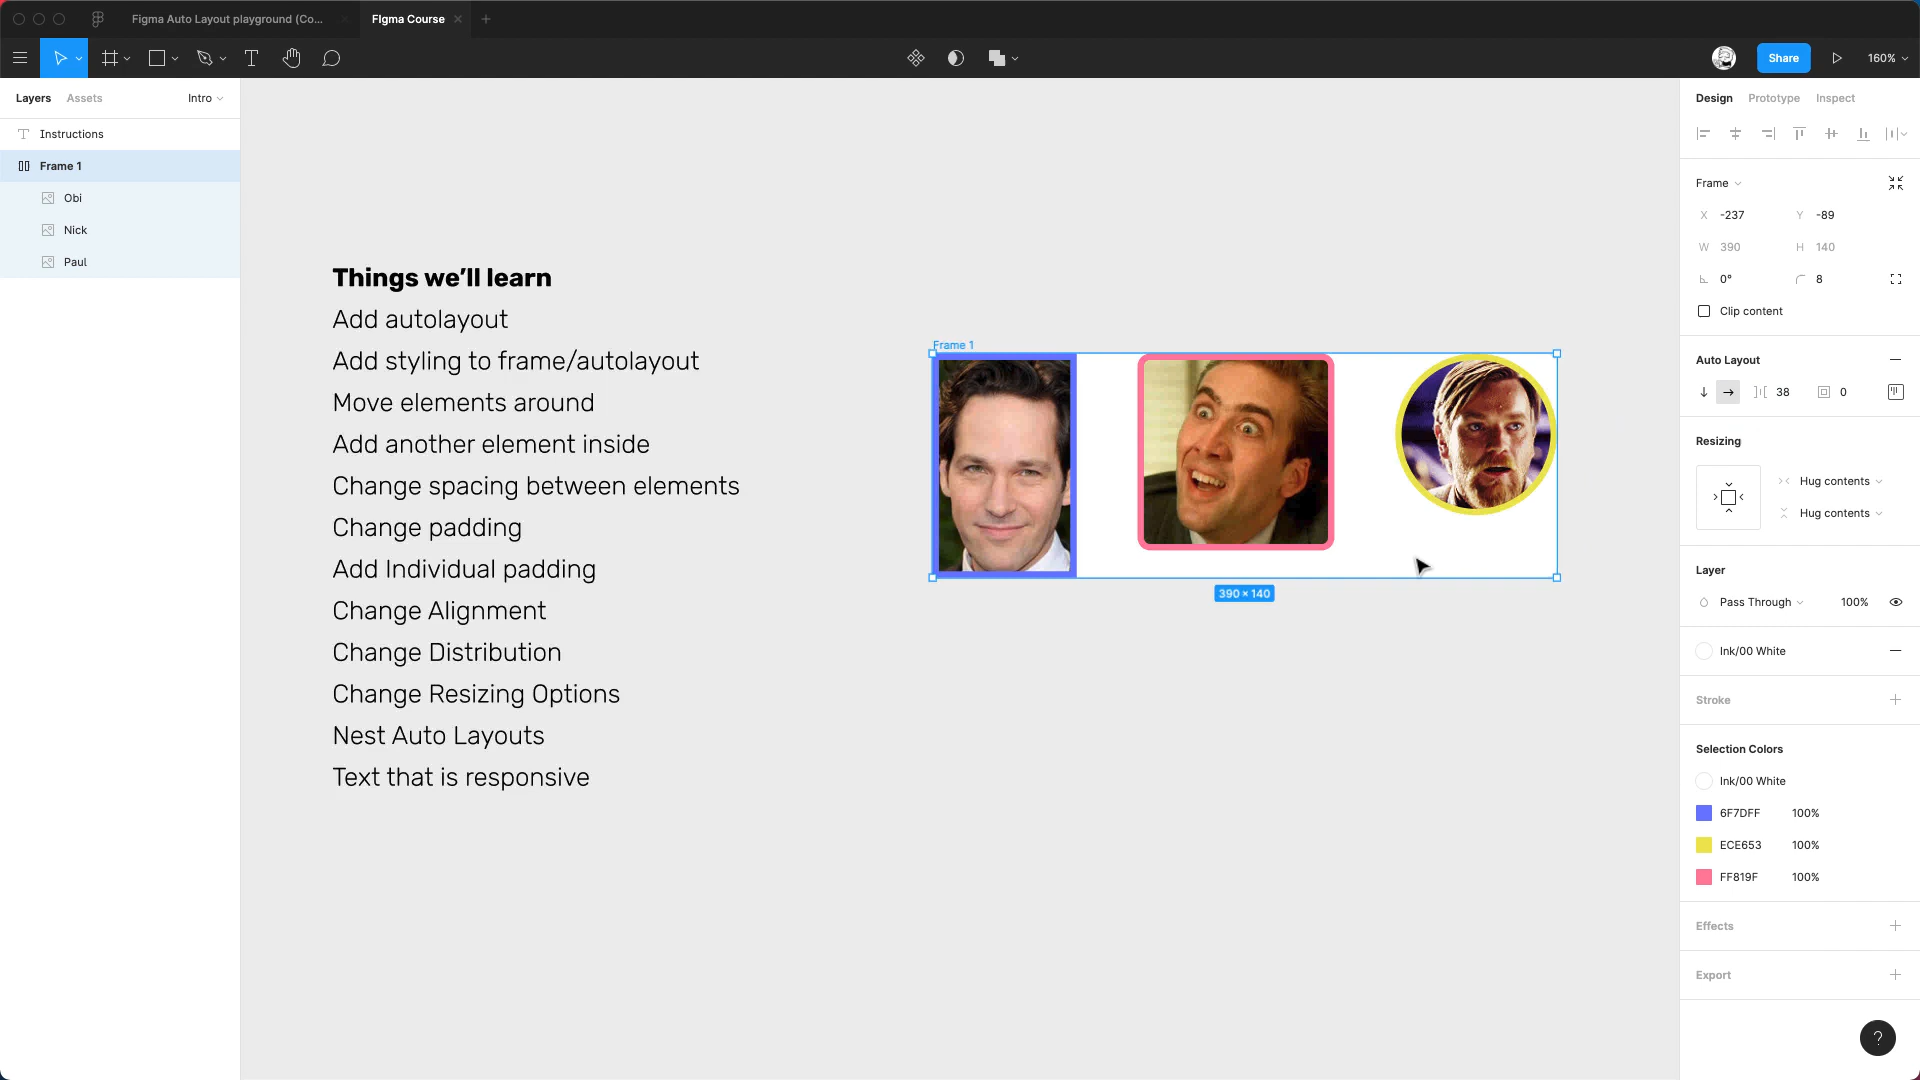 Figma Auto Layout playground (Co...
FIgma Course
Share
160%
Layers
Assets
Intro
Instructions
Frame 1
Obi
Nick
Paul
Things we’ll learn
Add autolayout
Add styling to frame/autolayout
Move elements around
Add another element inside
Change spacing between elements
Change padding
Add Individual padding
Change Alignment
Change Distribution
Change Resizing Options
Nest Auto Layouts
Text that is responsive
Frame 1
390 × 140
Design
Prototype
Inspect
Frame
X -237 Y -89
W 390 H 140
0° 8
Clip content
Auto Layout
38 0
Resizing
Hug contents
Hug contents
Layer
Pass Through 100%
Ink/00 White
Stroke
Selection Colors
Ink/00 White
6F7DFF 100%
ECE653 100%
FF819F 100%
Effects
Export
?